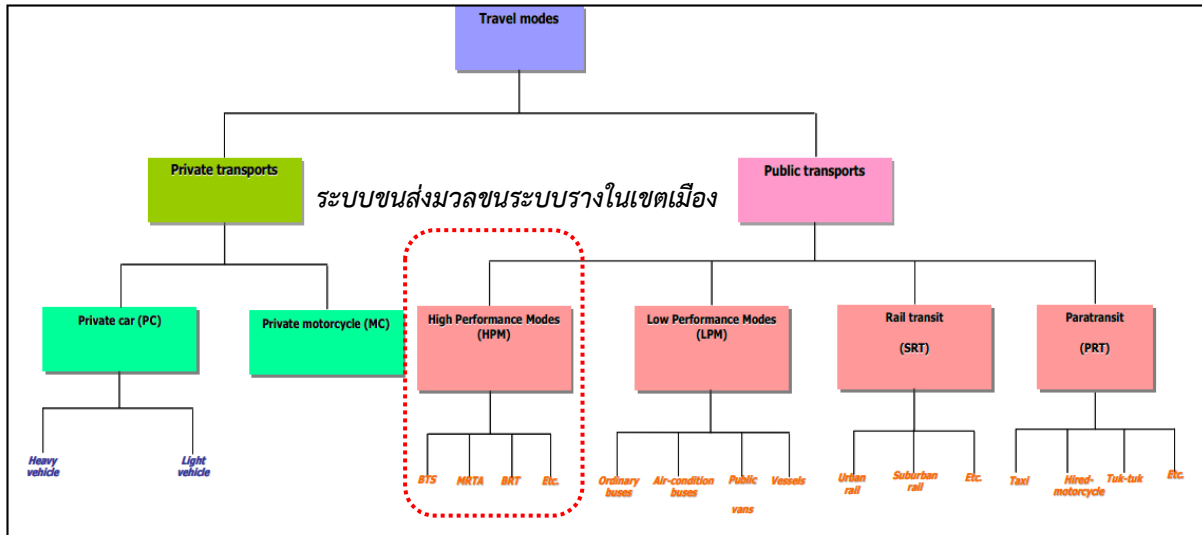 Travel modes
Private transports
Public transports
ระบบขนส่งมวลขนระบบรางในเขตเมือง
Private car (PC)
Private motorcycle (MC)
High Performance Modes
(HPM)
Low Performance Modes
(LPM)
Rail transit
(SRT)
Paratransit
(PRT)
Heavy
vehicle
Light
vehicle
BTS
MRTA
BRT
Etc.
Ordinary
buses
Air-condition
buses
Public
vans
Vessels
Urban
rail
Suburban
rail
Etc.
Taxi
Hired-
motorcycle
Tuk-tuk
Etc.